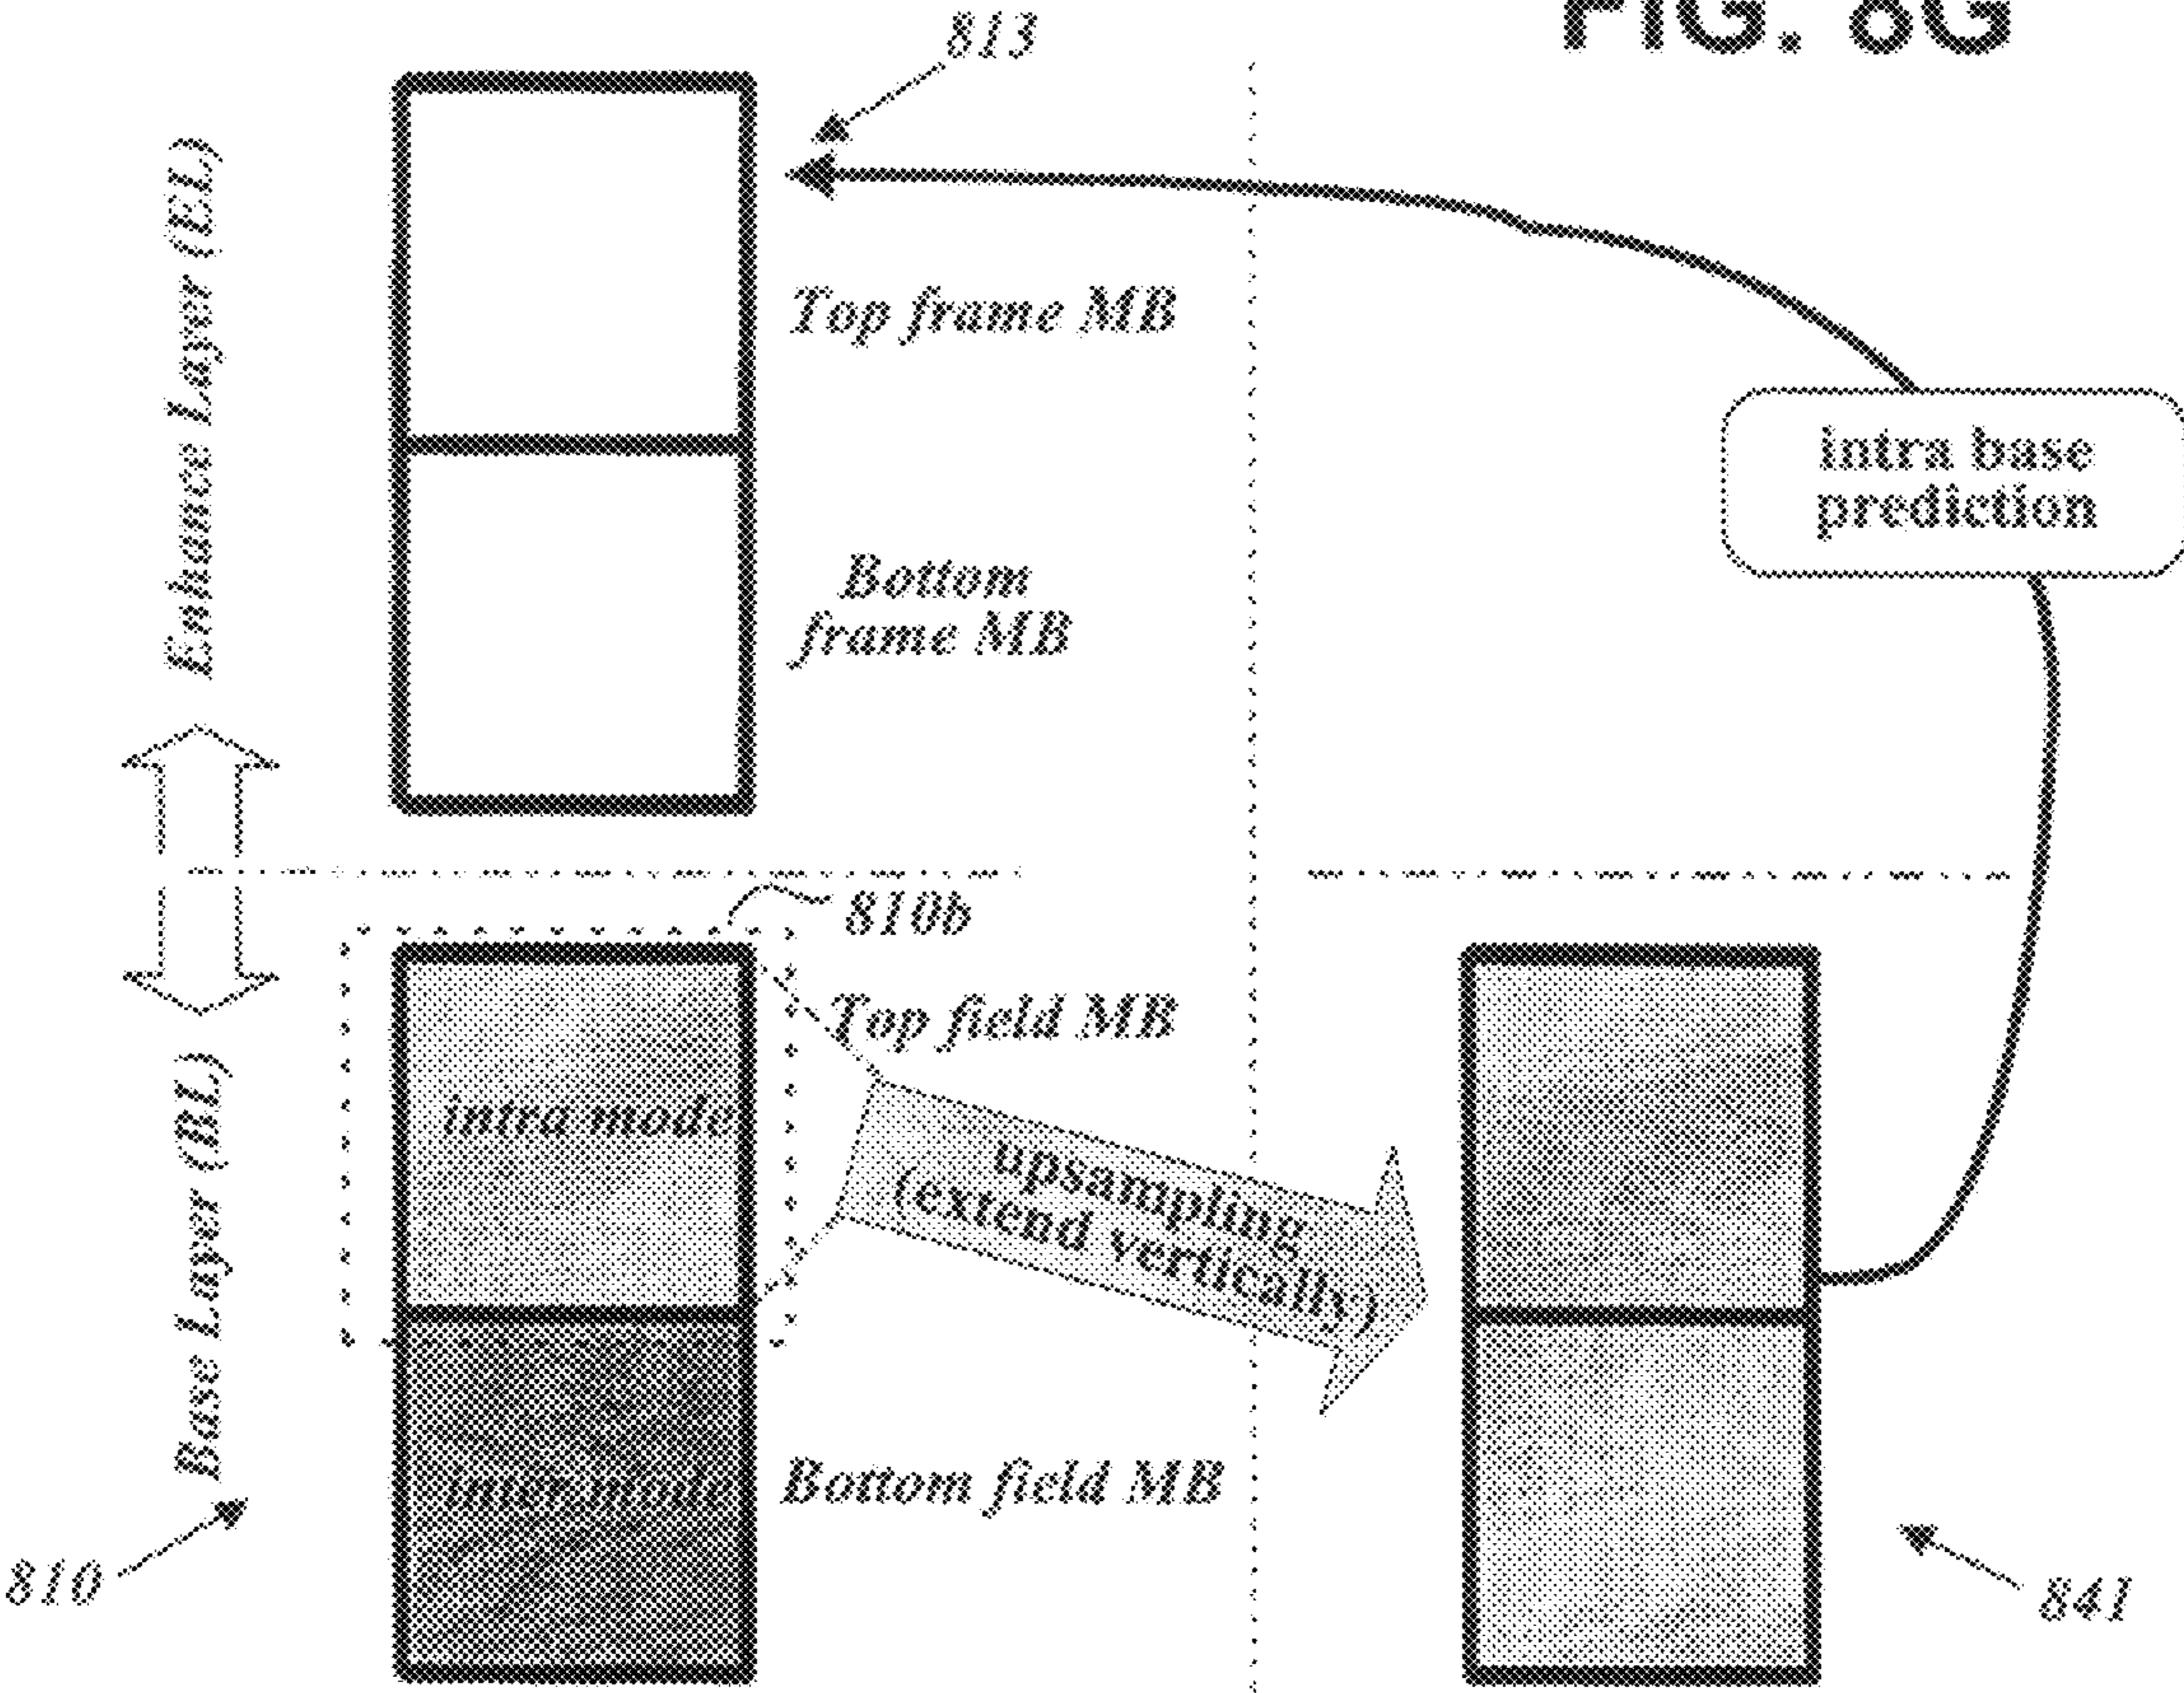 FIG. 8G
813
Enhance Layer (EL)
Top frame MB
intra base
prediction
Bottom
frame MB
810b
Top field MB
Base Layer (BL)
intra mode
upsampling
(extend vertically)
inter mode
Bottom field MB
810
841